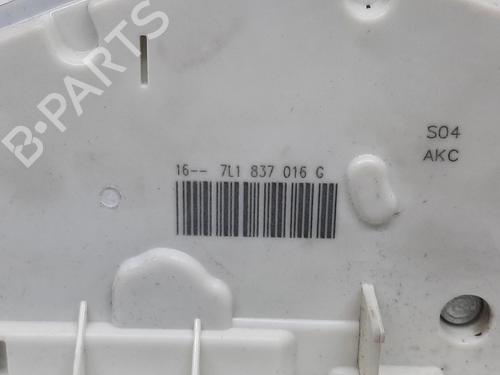 B-PARTS
S04
AKC
16-- 7L1 837 016 G